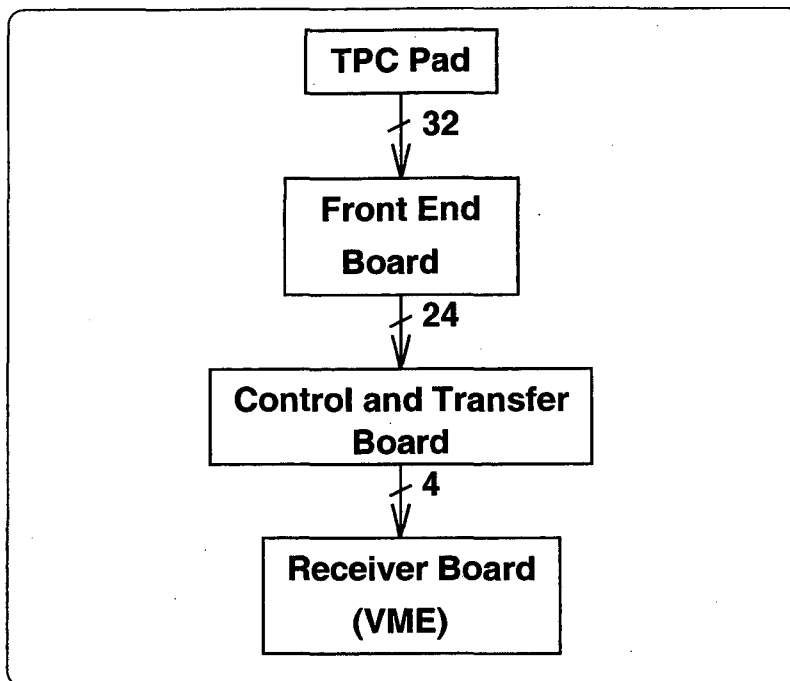 TPC Pad
32
Front End
Board
24
Control and Transfer
Board
4
Receiver Board
(VME)